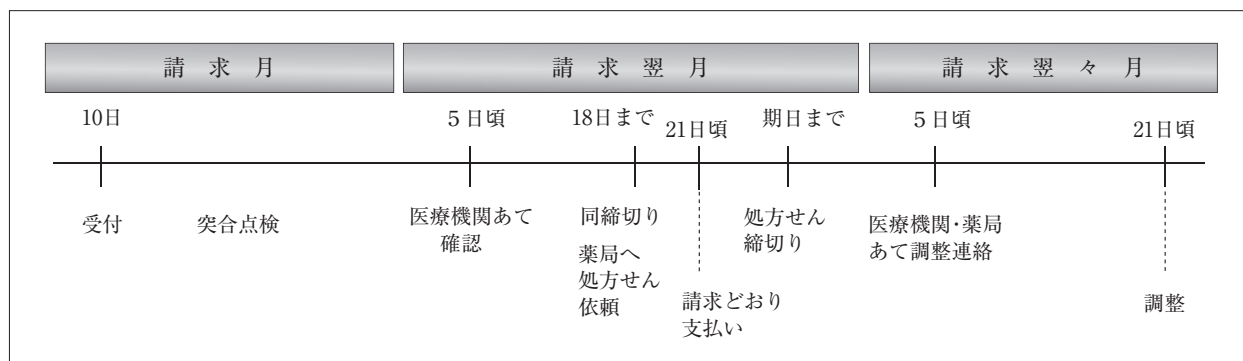 請求月
請求翌月
請求翌々月
10日
5日頃
18日まで
21日頃
期日まで
5日頃
21日頃
受付
突合点検
医療機関あて
確認
同締切り
薬局へ
処方せん
依頼
請求どおり
支払い
処方せん
締切り
医療機関・薬局
あて調整連絡
調整